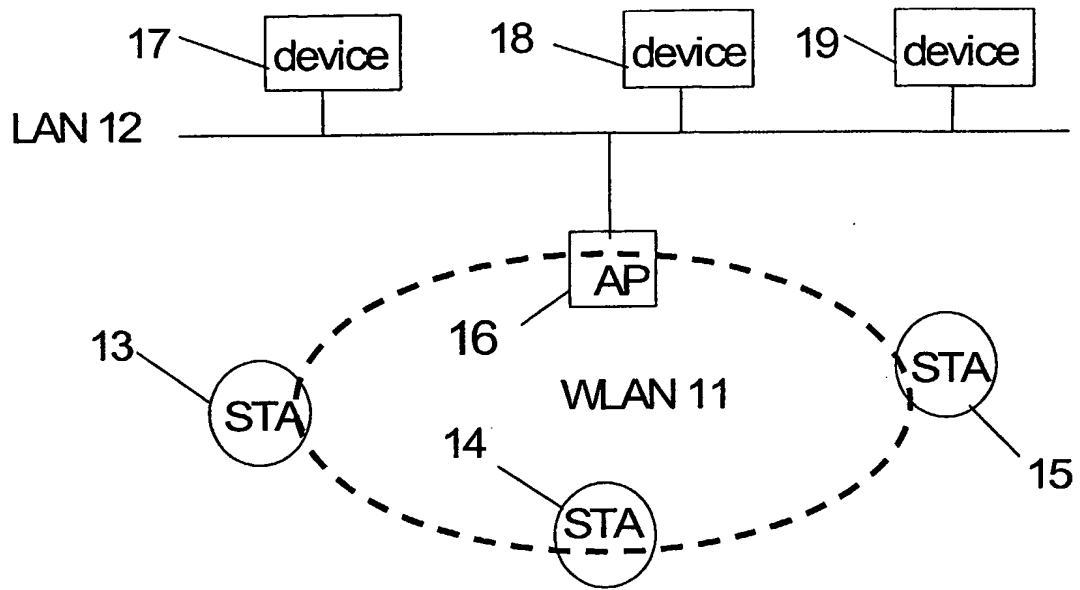 17
device
18
device
19
device
LAN 12
AP
16
13
STA
WLAN 11
STA
14
STA
15